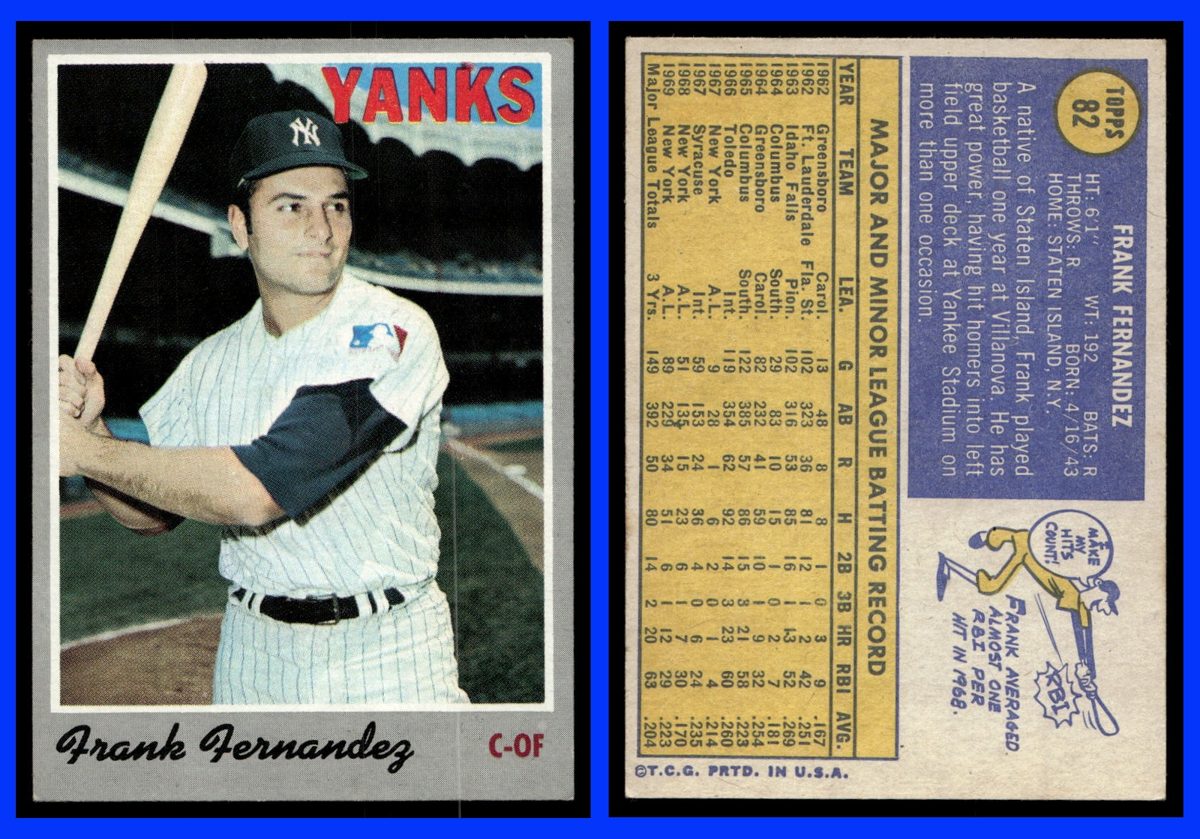 YANKS
NY
Frank Fernandez
C-OF
TOPPS
82
FRANK FERNANDEZ
HT: 6'1" WT: 192 BATS: R
THROWS: R BORN: 4/16/43
HOME: STATEN ISLAND, N.Y.
A native of Staten Island, Frank played
basketball one year at Villanova. He has
great power, having hit homers into left
field upper deck at Yankee Stadium on
more than one occasion.
I MAKE
MY
HITS
COUNT!
RBI
FRANK AVERAGED
ALMOST ONE
RBI PER
HIT IN 1968.
MAJOR AND MINOR LEAGUE BATTING RECORD
YEAR TEAM LEA. G AB R H 2B 3B HR RBI AVG.
1962 Greensboro Carol. 13 48 8 8 1 0 3 9 .167
1962 Ft. Lauderdale Fla. St. 102 323 36 81 12 1 2 42 .251
1963 Idaho Falls Pion. 102 316 53 85 16 1 13 52 .269
1964 Columbus South. 29 83 10 15 1 0 2 7 .181
1964 Greensboro Carol. 82 232 41 59 10 1 9 32 .254
1965 Columbus South. 122 385 57 86 15 8 21 58 .223
1966 Toledo Int. 119 354 62 92 14 3 23 60 .260
1967 New York A.L. 9 28 1 6 2 0 1 4 .214
1967 Syracuse Int. 59 153 24 36 4 0 6 24 .235
1968 New York A.L. 51 135 15 23 6 1 7 30 .170
1969 New York A.L. 89 229 34 51 6 1 12 29 .223
Major League Totals 3 Yrs. 149 392 50 80 14 2 20 63 .204
©T.C.G. PRTD. IN U.S.A.